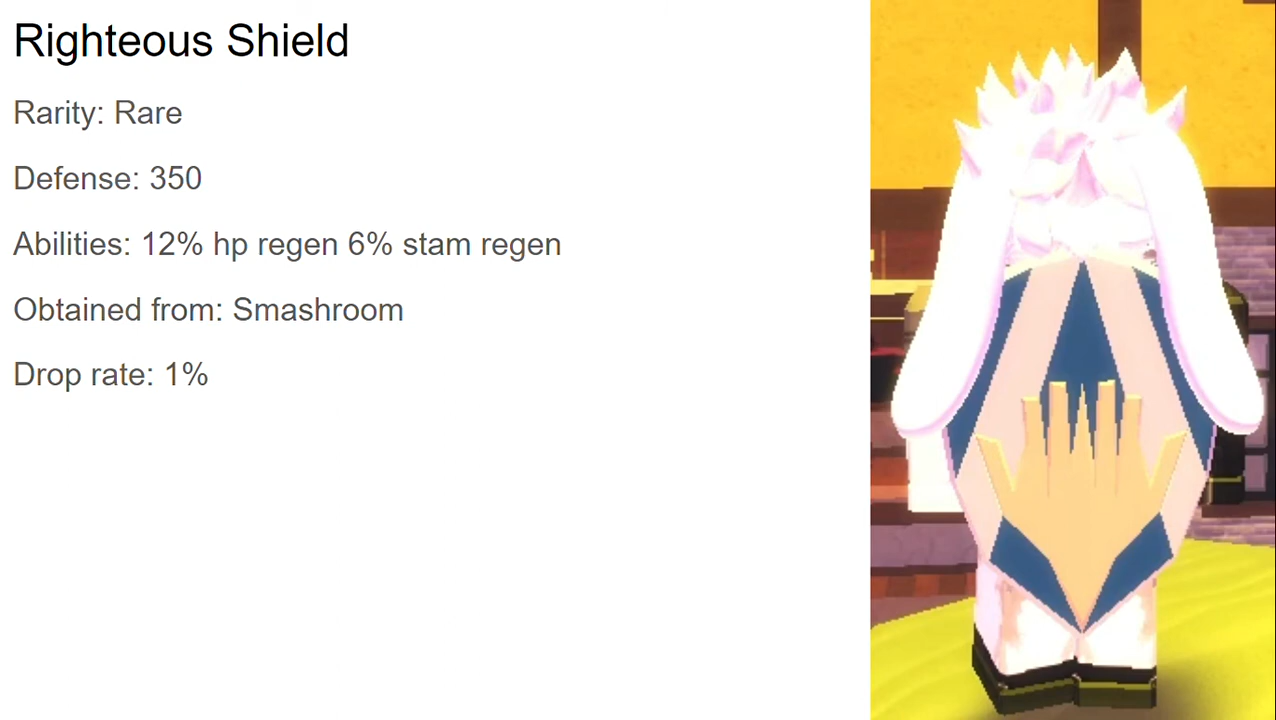 Righteous Shield
Rarity: Rare
Defense: 350
Abilities: 12% hp regen 6% stam regen
Obtained from: Smashroom
Drop rate: 1%